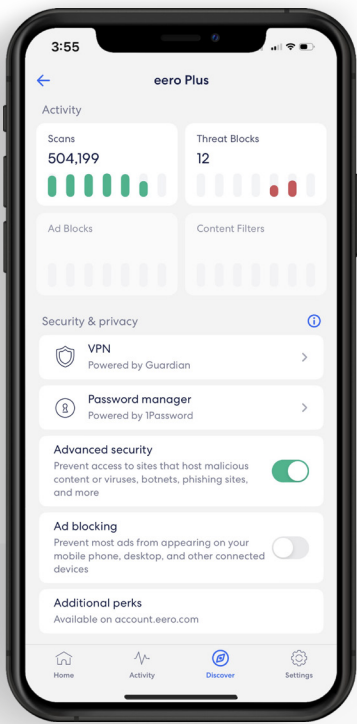 3:55
eero Plus
Activity
Scans
504,199
Threat Blocks
12
Ad Blocks
Content Filters
Security & privacy
VPN
Powered by Guardian
Password manager
Powered by 1Password
Advanced security
Prevent access to sites that host malicious
content or viruses, botnets, phishing sites,
and more
Ad blocking
Prevent most ads from appearing on your
mobile phone, desktop, and other connected
devices
Additional perks
Available on account.eero.com
Home
Activity
Discover
Settings